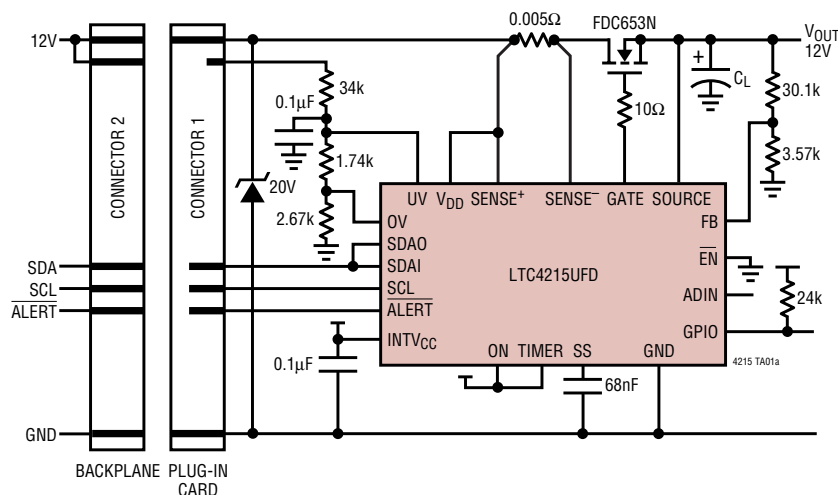 0.005Ω
FDC653N
12V
VOUT
12V
+
CL
30.1k
34k
0.1µF
10Ω
1.74k
3.57k
CONNECTOR 2
CONNECTOR 1
20V
2.67k
UV
VDD
SENSE+
SENSE–
GATE
SOURCE
OV
FB
SDAO
SDA
SDAI
LTC4215UFD
EN
SCL
SCL
ADIN
24k
ALERT
ALERT
GPIO
INTVCC
0.1µF
ON
TIMER
SS
GND
4215 TA01a
68nF
GND
BACKPLANE
PLUG-IN
CARD